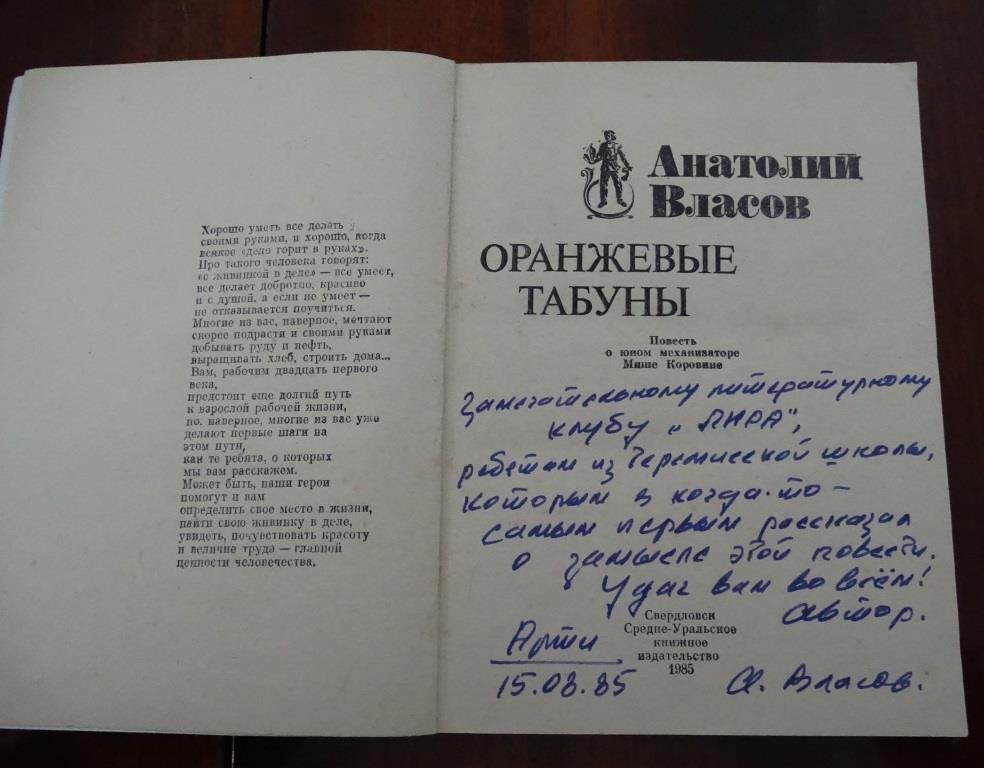 Хорошо уметь все делать
своими руками, и хорошо, когда
всякое «дело горит в руках».
Про такого человека говорят:
«с живинкой в деле» — все умеет,
все делает добротно, красиво
и с душой, а если не умеет —
не отказывается поучиться.
Многие из вас, наверное, мечтают
скорее подрасти и своими руками
добывать руду и нефть,
выращивать хлеб, строить дома...
Вам, рабочим двадцать первого
века,
предстоит еще долгий путь
к взрослой рабочей жизни,
но, наверное, многие из вас уже
делают первые шаги на
этом пути,
как те ребята, о которых
мы вам расскажем.
Может быть, наши герои
помогут и вам
определить свое место в жизни,
найти свою живинку в деле,
увидеть, почувствовать красоту
и величие труда — главной
ценности человечества.
Анатолий
Власов
ОРАНЖЕВЫЕ
ТАБУНЫ
Повесть
о юном механизаторе
Мише Коровине
Замечательному литературному
клубу „ЛИРА",
ребятам из Черемисской школы,
которым я когда-то —
самым первым рассказал
о замысле этой повести.
Удач вам во всём!
Автор.
Свердловск
Средне-Уральское
книжное
издательство
1985
Арти
15.08.85
А. Власов.